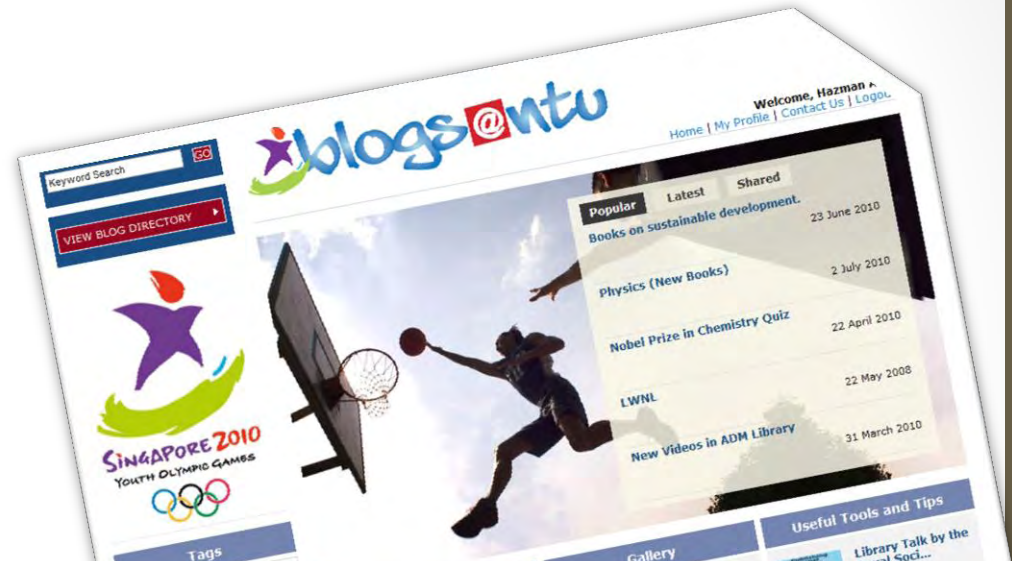 blogs@ntu
Welcome, Hazman
Home | My Profile | Contact Us |
Keyword Search
GO
VIEW BLOG DIRECTORY
Popular
Latest
Shared
Books on sustainable development.
23 June 2010
Physics (New Books)
2 July 2010
Nobel Prize in Chemistry Quiz
22 April 2010
LWNL
22 May 2008
New Videos in ADM Library
31 March 2010
SINGAPORE 2010
YOUTH OLYMPIC GAMES
Tags
Gallery
Useful Tools and Tips
Library Talk by the